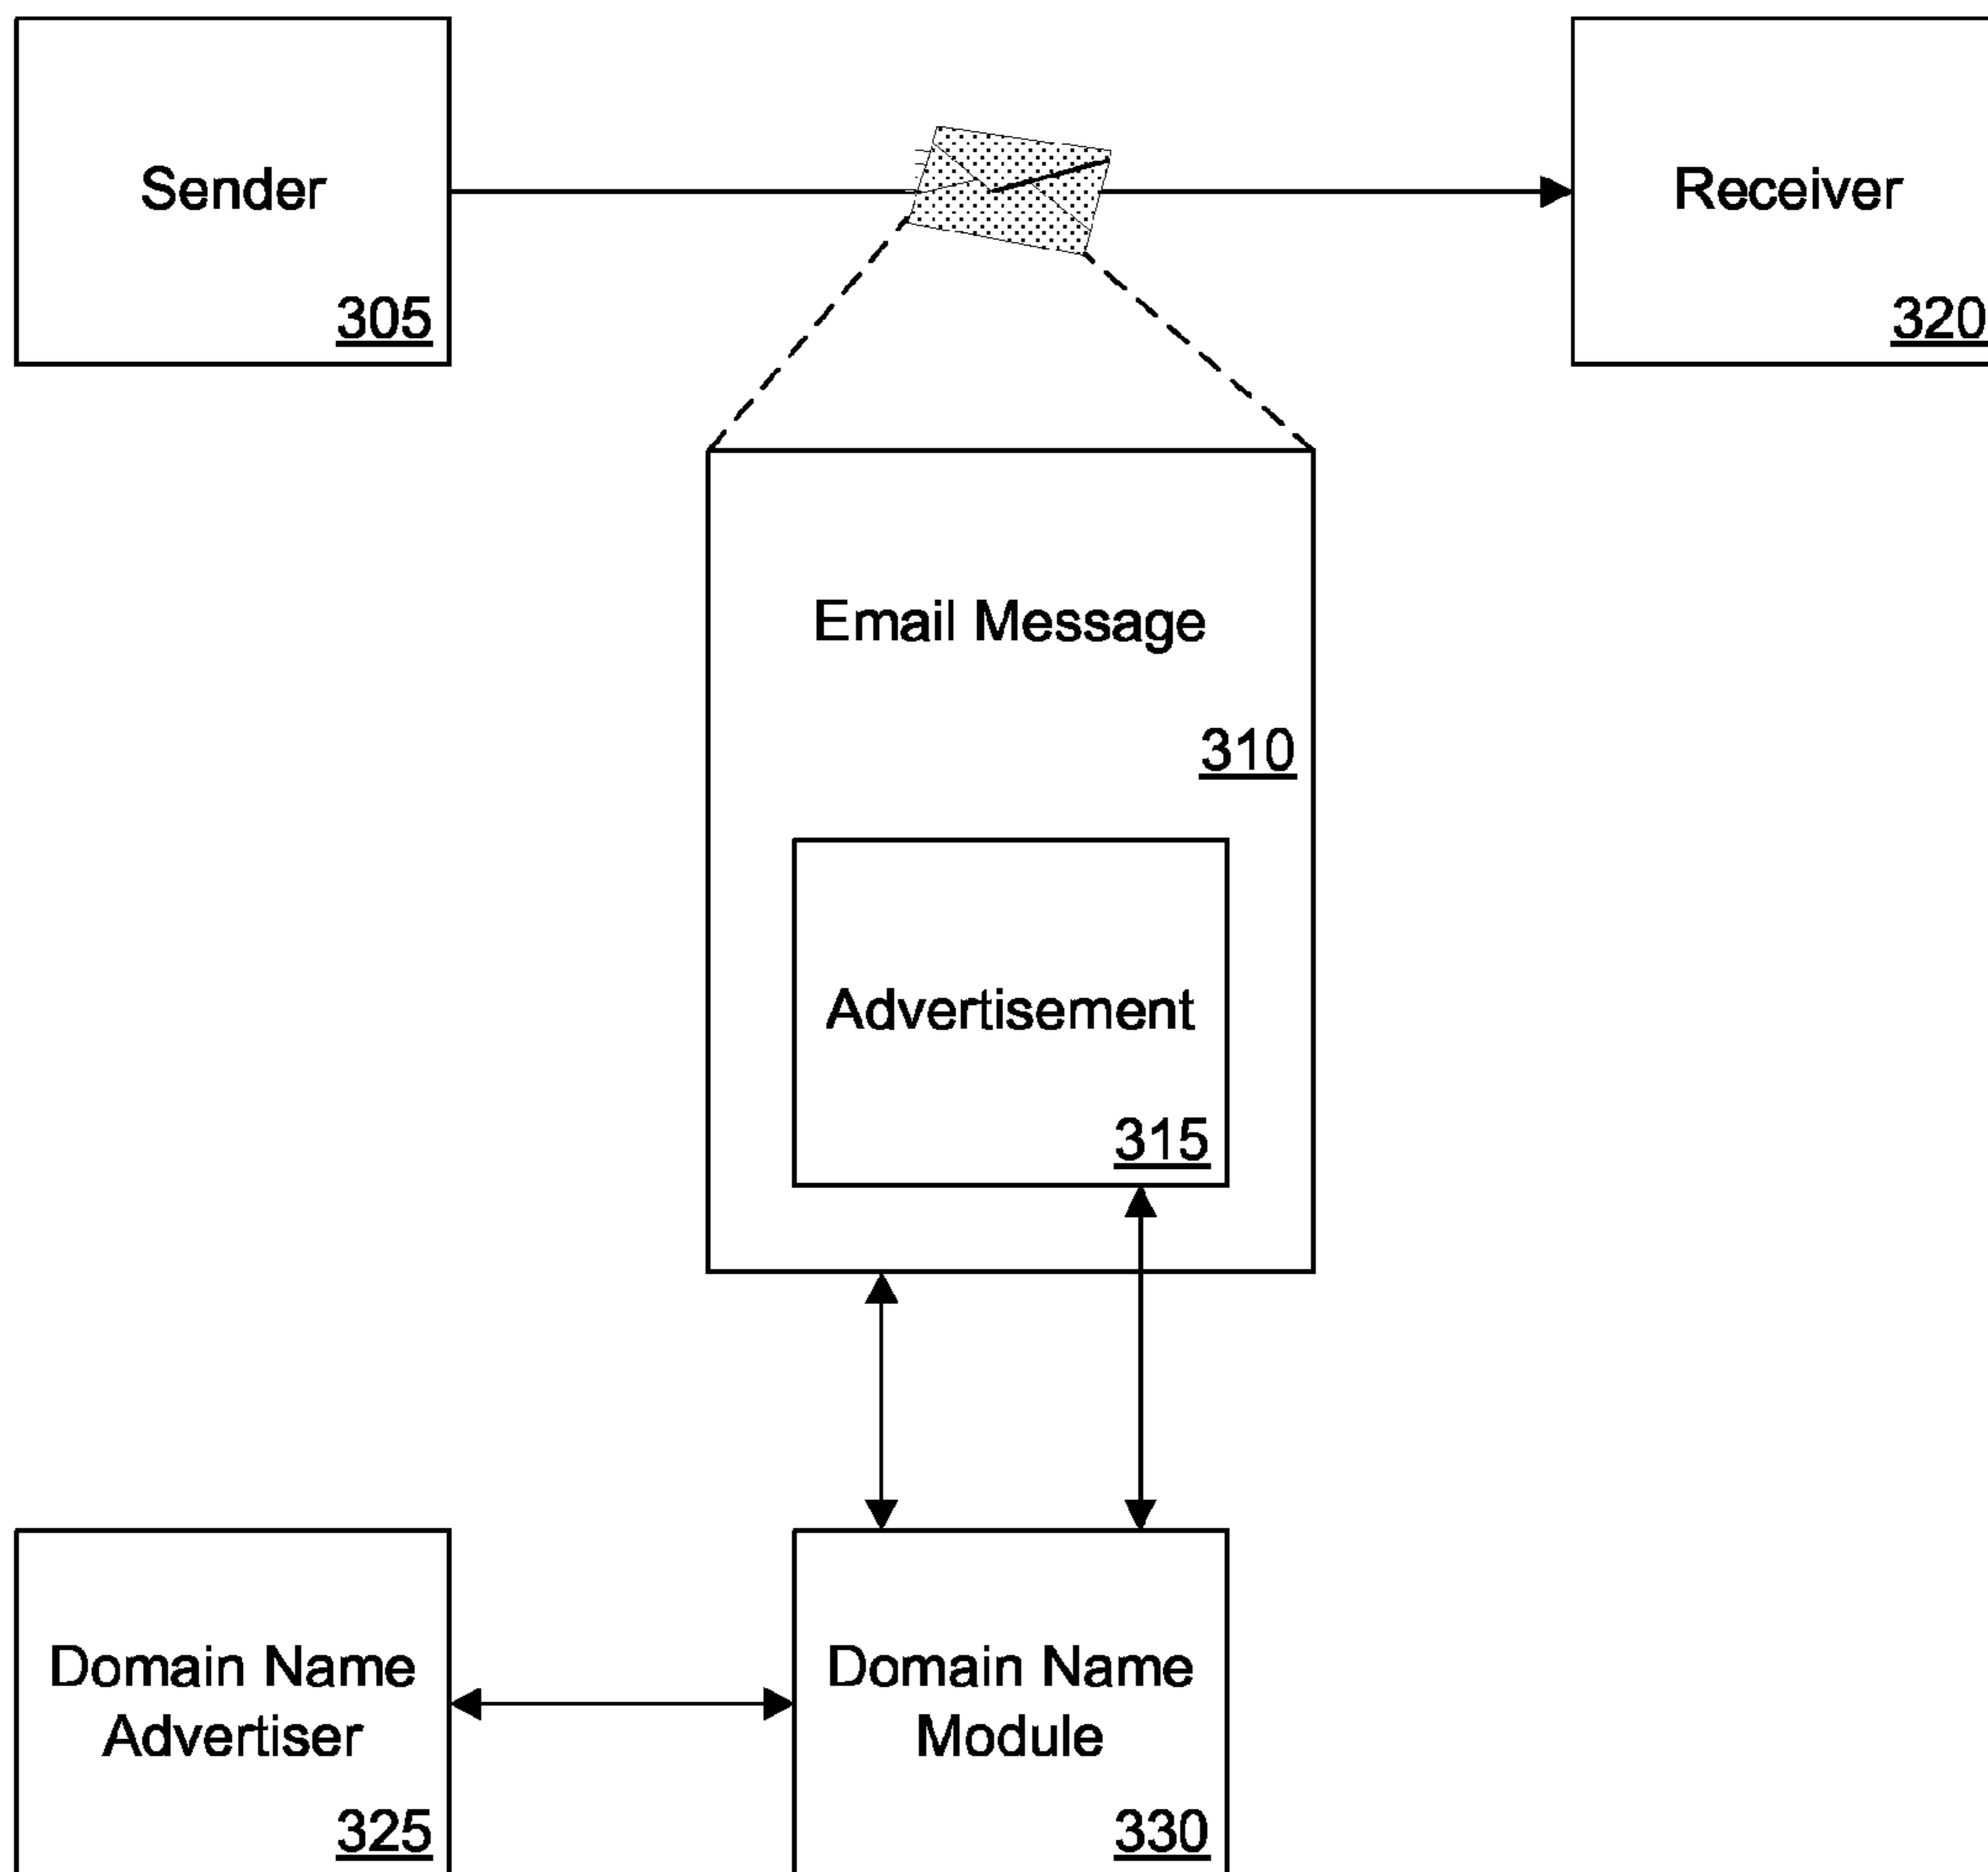 Sender
305
Receiver
320
Email Message
310
Advertisement
315
Domain Name
Advertiser
325
Domain Name
Module
330